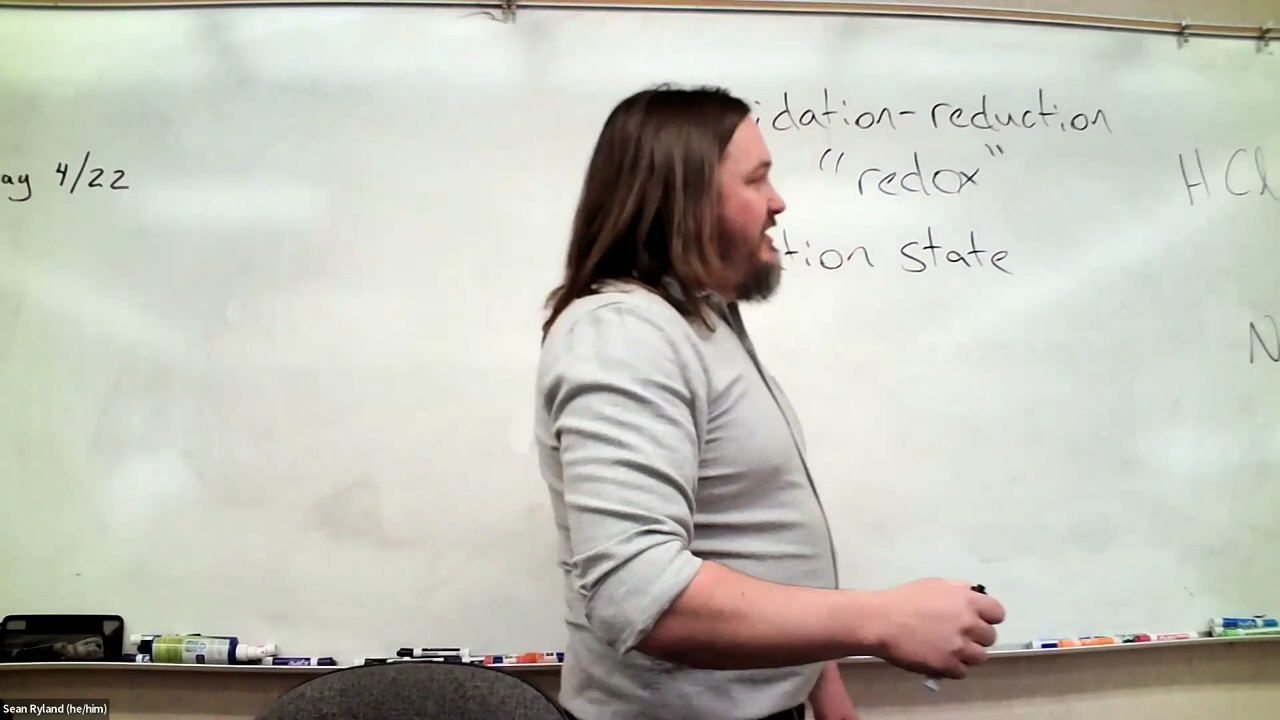 idation-reduction
"redox"
HCl
ay 4/22
tion state
N
Sean Ryland (he/him)